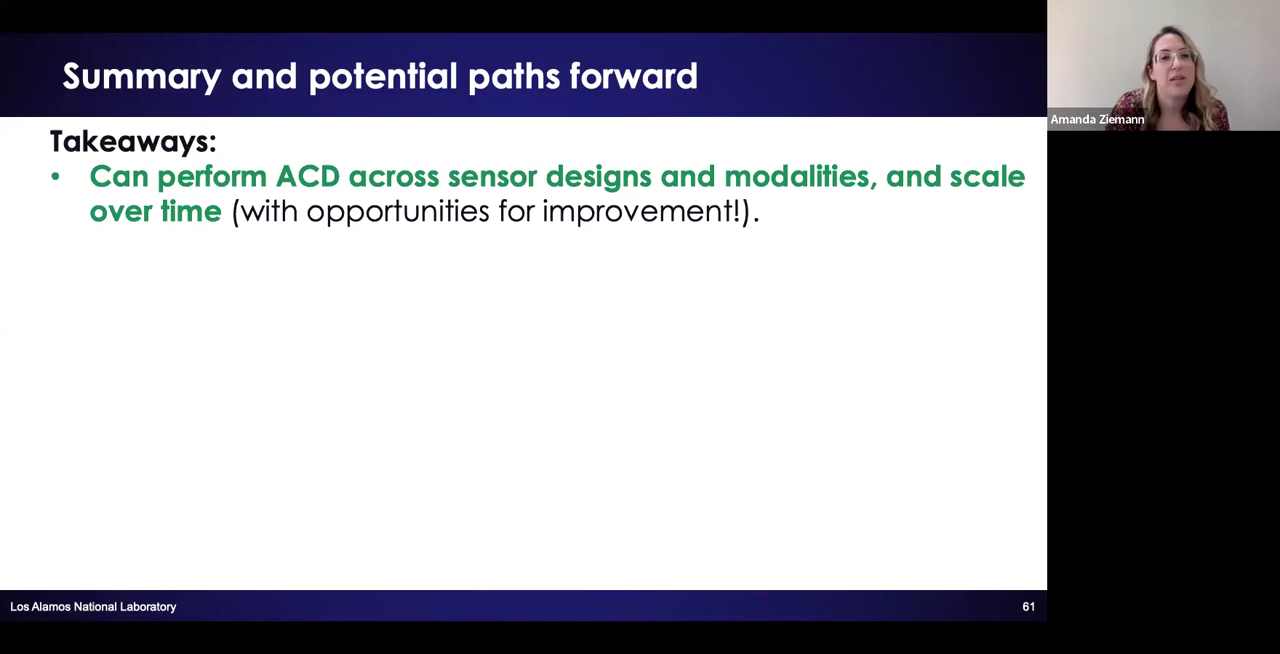 Summary and potential paths forward
Amanda Ziemann
Takeaways:
• Can perform ACD across sensor designs and modalities, and scale
over time (with opportunities for improvement!).
Los Alamos National Laboratory
61